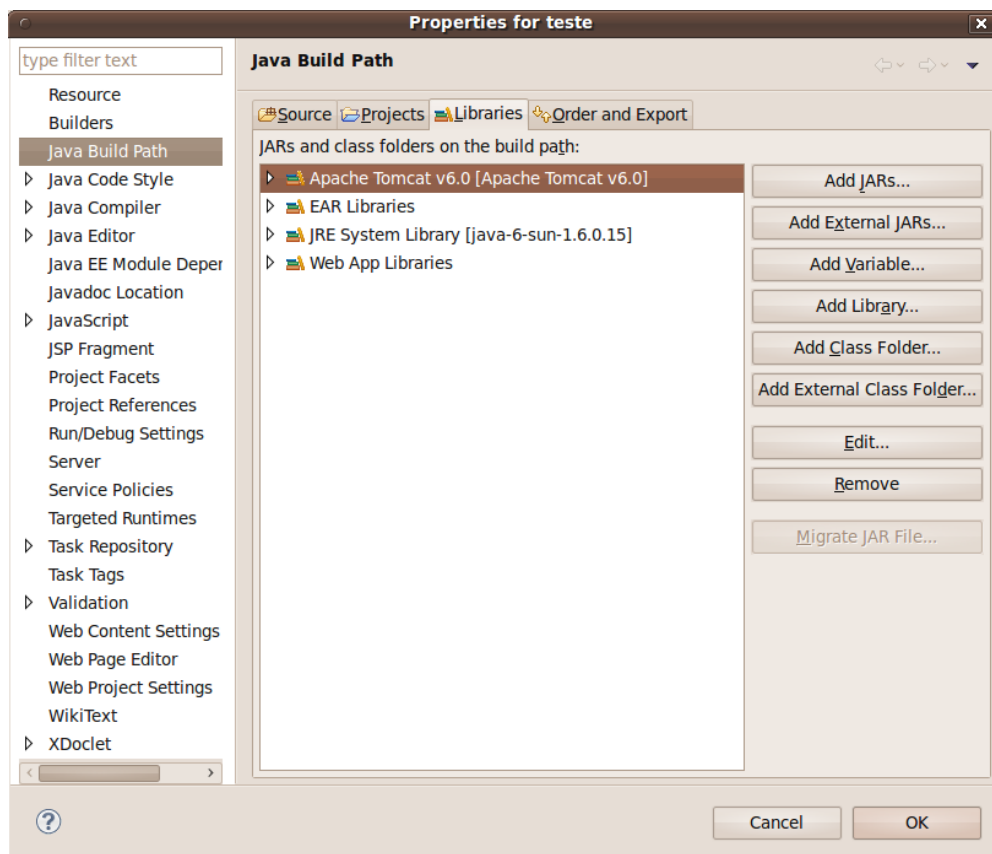 Properties for teste
type filter text
Resource
Builders
Java Build Path
Java Code Style
Java Compiler
Java Editor
Java EE Module Deper
Javadoc Location
JavaScript
JSP Fragment
Project Facets
Project References
Run/Debug Settings
Server
Service Policies
Targeted Runtimes
Task Repository
Task Tags
Validation
Web Content Settings
Web Page Editor
Web Project Settings
WikiText
XDoclet
Java Build Path
Source Projects Libraries Order and Export
JARs and class folders on the build path:
Apache Tomcat v6.0 [Apache Tomcat v6.0]
EAR Libraries
JRE System Library [java-6-sun-1.6.0.15]
Web App Libraries
Add JARs...
Add External JARs...
Add Variable...
Add Library...
Add Class Folder...
Add External Class Folder...
Edit...
Remove
Migrate JAR File...
?
Cancel OK